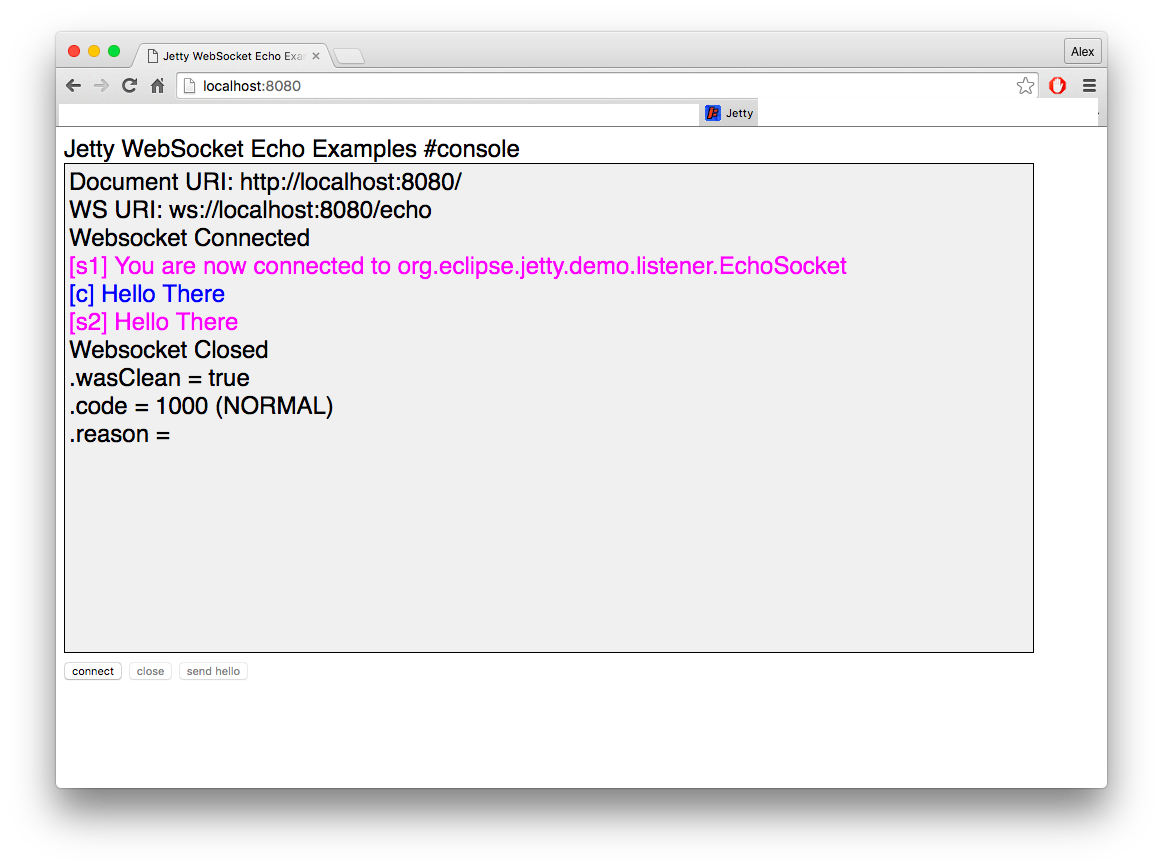 Jetty WebSocket Echo Exa
Alex
localhost:8080
Jetty
Jetty WebSocket Echo Examples #console
Document URI: http://localhost:8080/
WS URI: ws://localhost:8080/echo
Websocket Connected
[s1] You are now connected to org.eclipse.jetty.demo.listener.EchoSocket
[c] Hello There
[s2] Hello There
Websocket Closed
.wasClean = true
.code = 1000 (NORMAL)
.reason =
connect close send hello